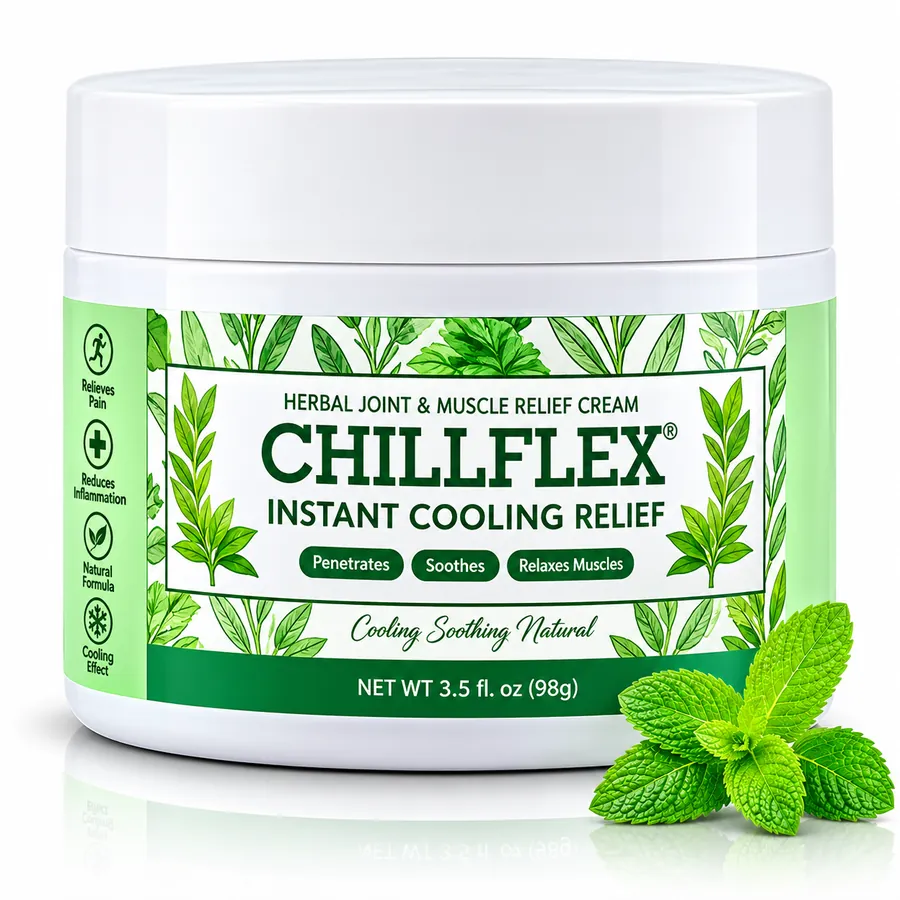 Relieves
Pain
Reduces
Inflammation
Natural
Formula
Cooling
Effect
HERBAL JOINT & MUSCLE RELIEF CREAM
CHILLFLEX®
INSTANT COOLING RELIEF
Penetrates
Soothes
Relaxes Muscles
Cooling Soothing Natural
NET WT 3.5 fl. oz (98g)